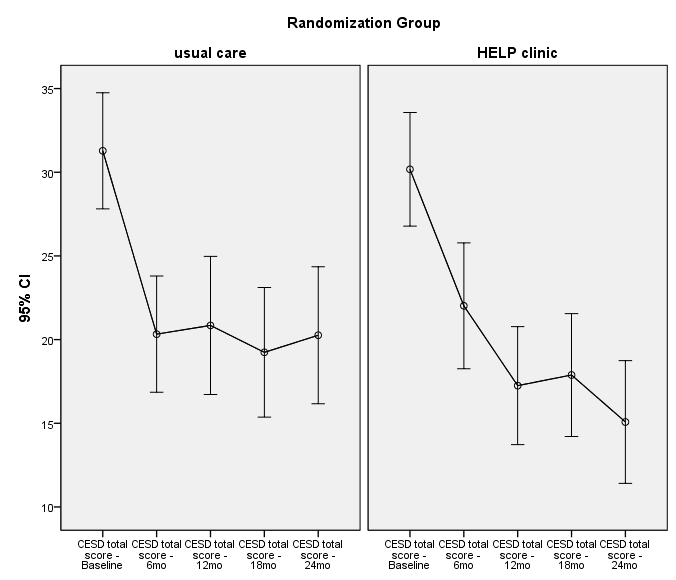 Randomization Group
usual care
HELP clinic
95% CI
35
30
25
20
15
10
CESD total
score -
Baseline
CESD total
score -
6mo
CESD total
score -
12mo
CESD total
score -
18mo
CESD total
score -
24mo
CESD total
score -
Baseline
CESD total
score -
6mo
CESD total
score -
12mo
CESD total
score -
18mo
CESD total
score -
24mo